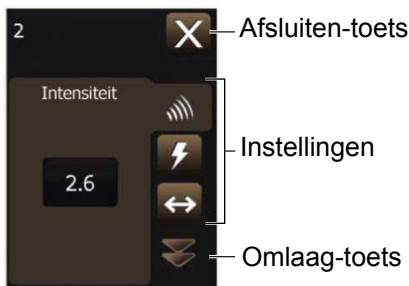 2
Afsluiten-toets
Intensiteit
2.6
Instellingen
Omlaag-toets